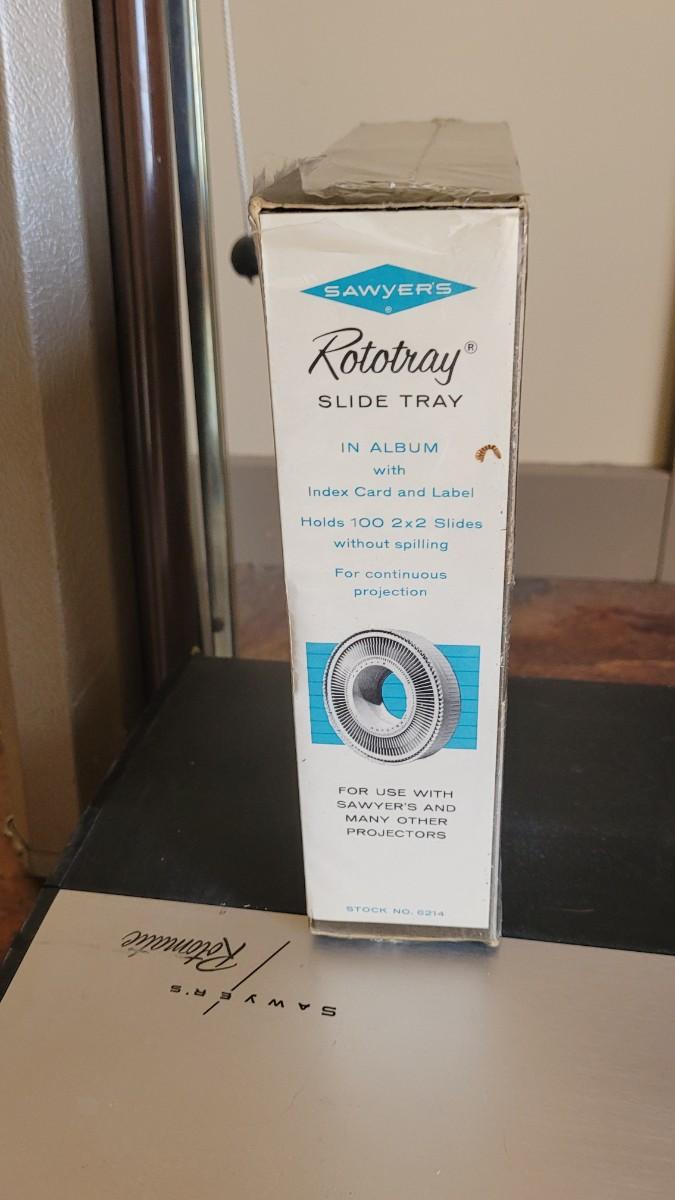 SAWYER'S
®
Rototray®
SLIDE TRAY
IN ALBUM
with
Index Card and Label
Holds 100 2x2 Slides
without spilling
For continuous
projection
FOR USE WITH
SAWYER'S AND
MANY OTHER
PROJECTORS
STOCK NO. 6214
Rotomatic
SAWYER'S